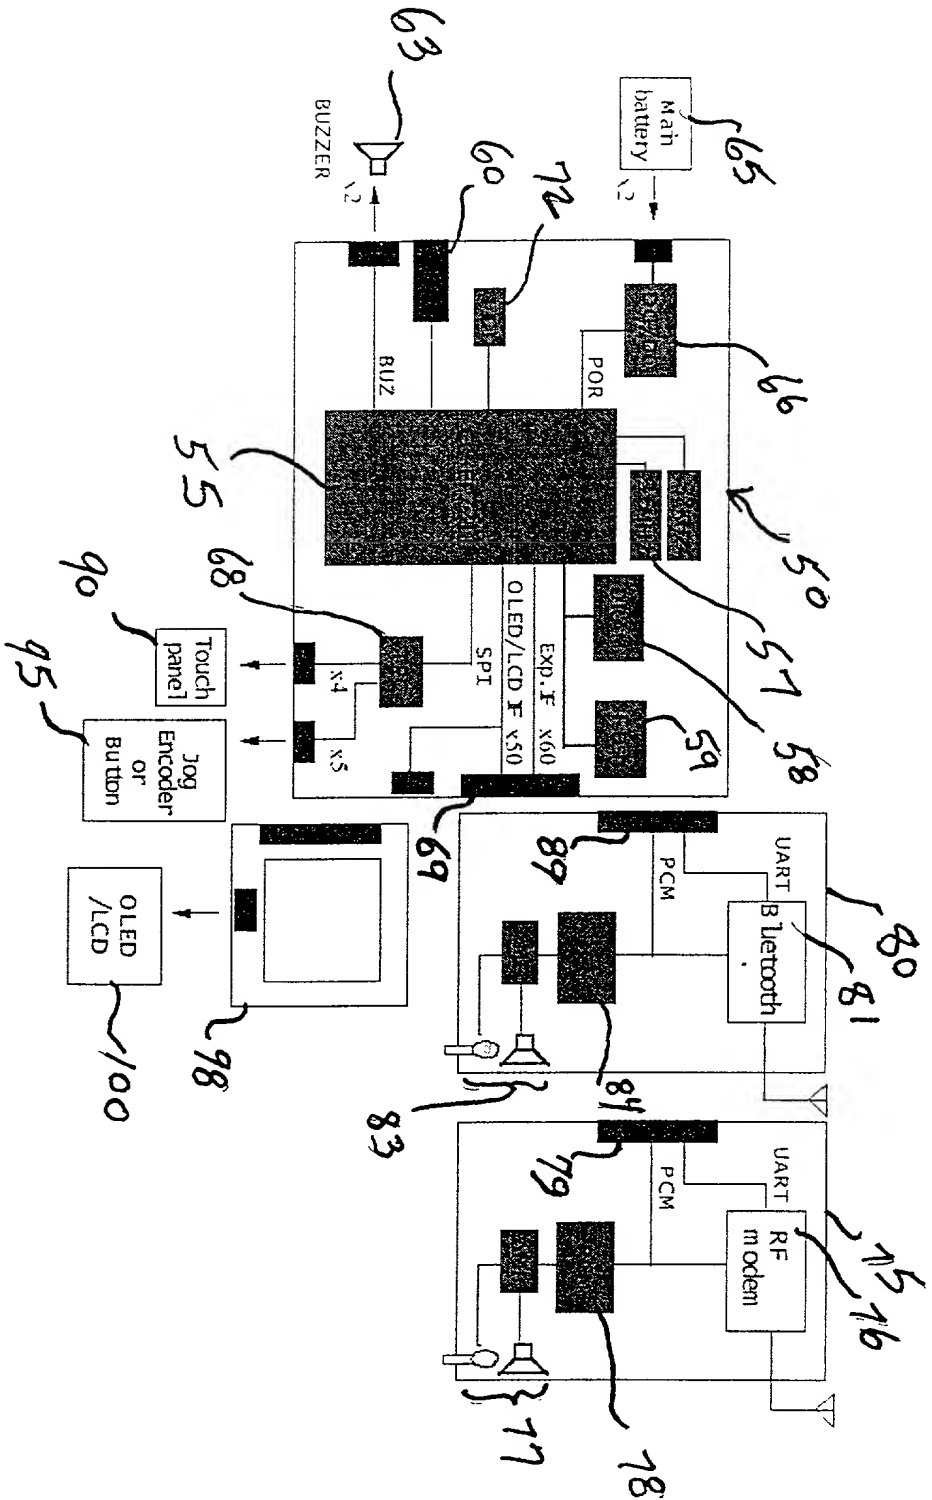 63
BUZZER
x2
60
72
Main
battery
x2
65
66
POR
BUZ
55
50
57
58
59
68
SPI
OLED/LCD IF x50
Exp.IF x60
x4
x5
90
Touch
panel
95
Jog
Encoder
or
Button
69
98
OLED
/LCD
100
80
89
UART
PCM
Bluetooth
81
84
83
75
79
UART
PCM
RF
modem
76
78
77